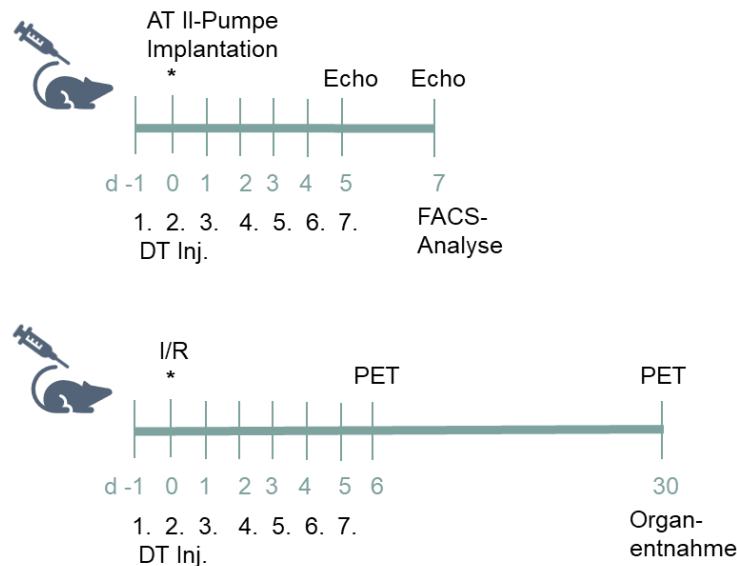 AT II-Pumpe
Implantation
*
Echo Echo
d -1 0 1 2 3 4 5 7
1. 2. 3. 4. 5. 6. 7.
DT Inj.
FACS-
Analyse
I/R
*
PET PET
d -1 0 1 2 3 4 5 6 30
1. 2. 3. 4. 5. 6. 7.
DT Inj.
Organ-
entnahme